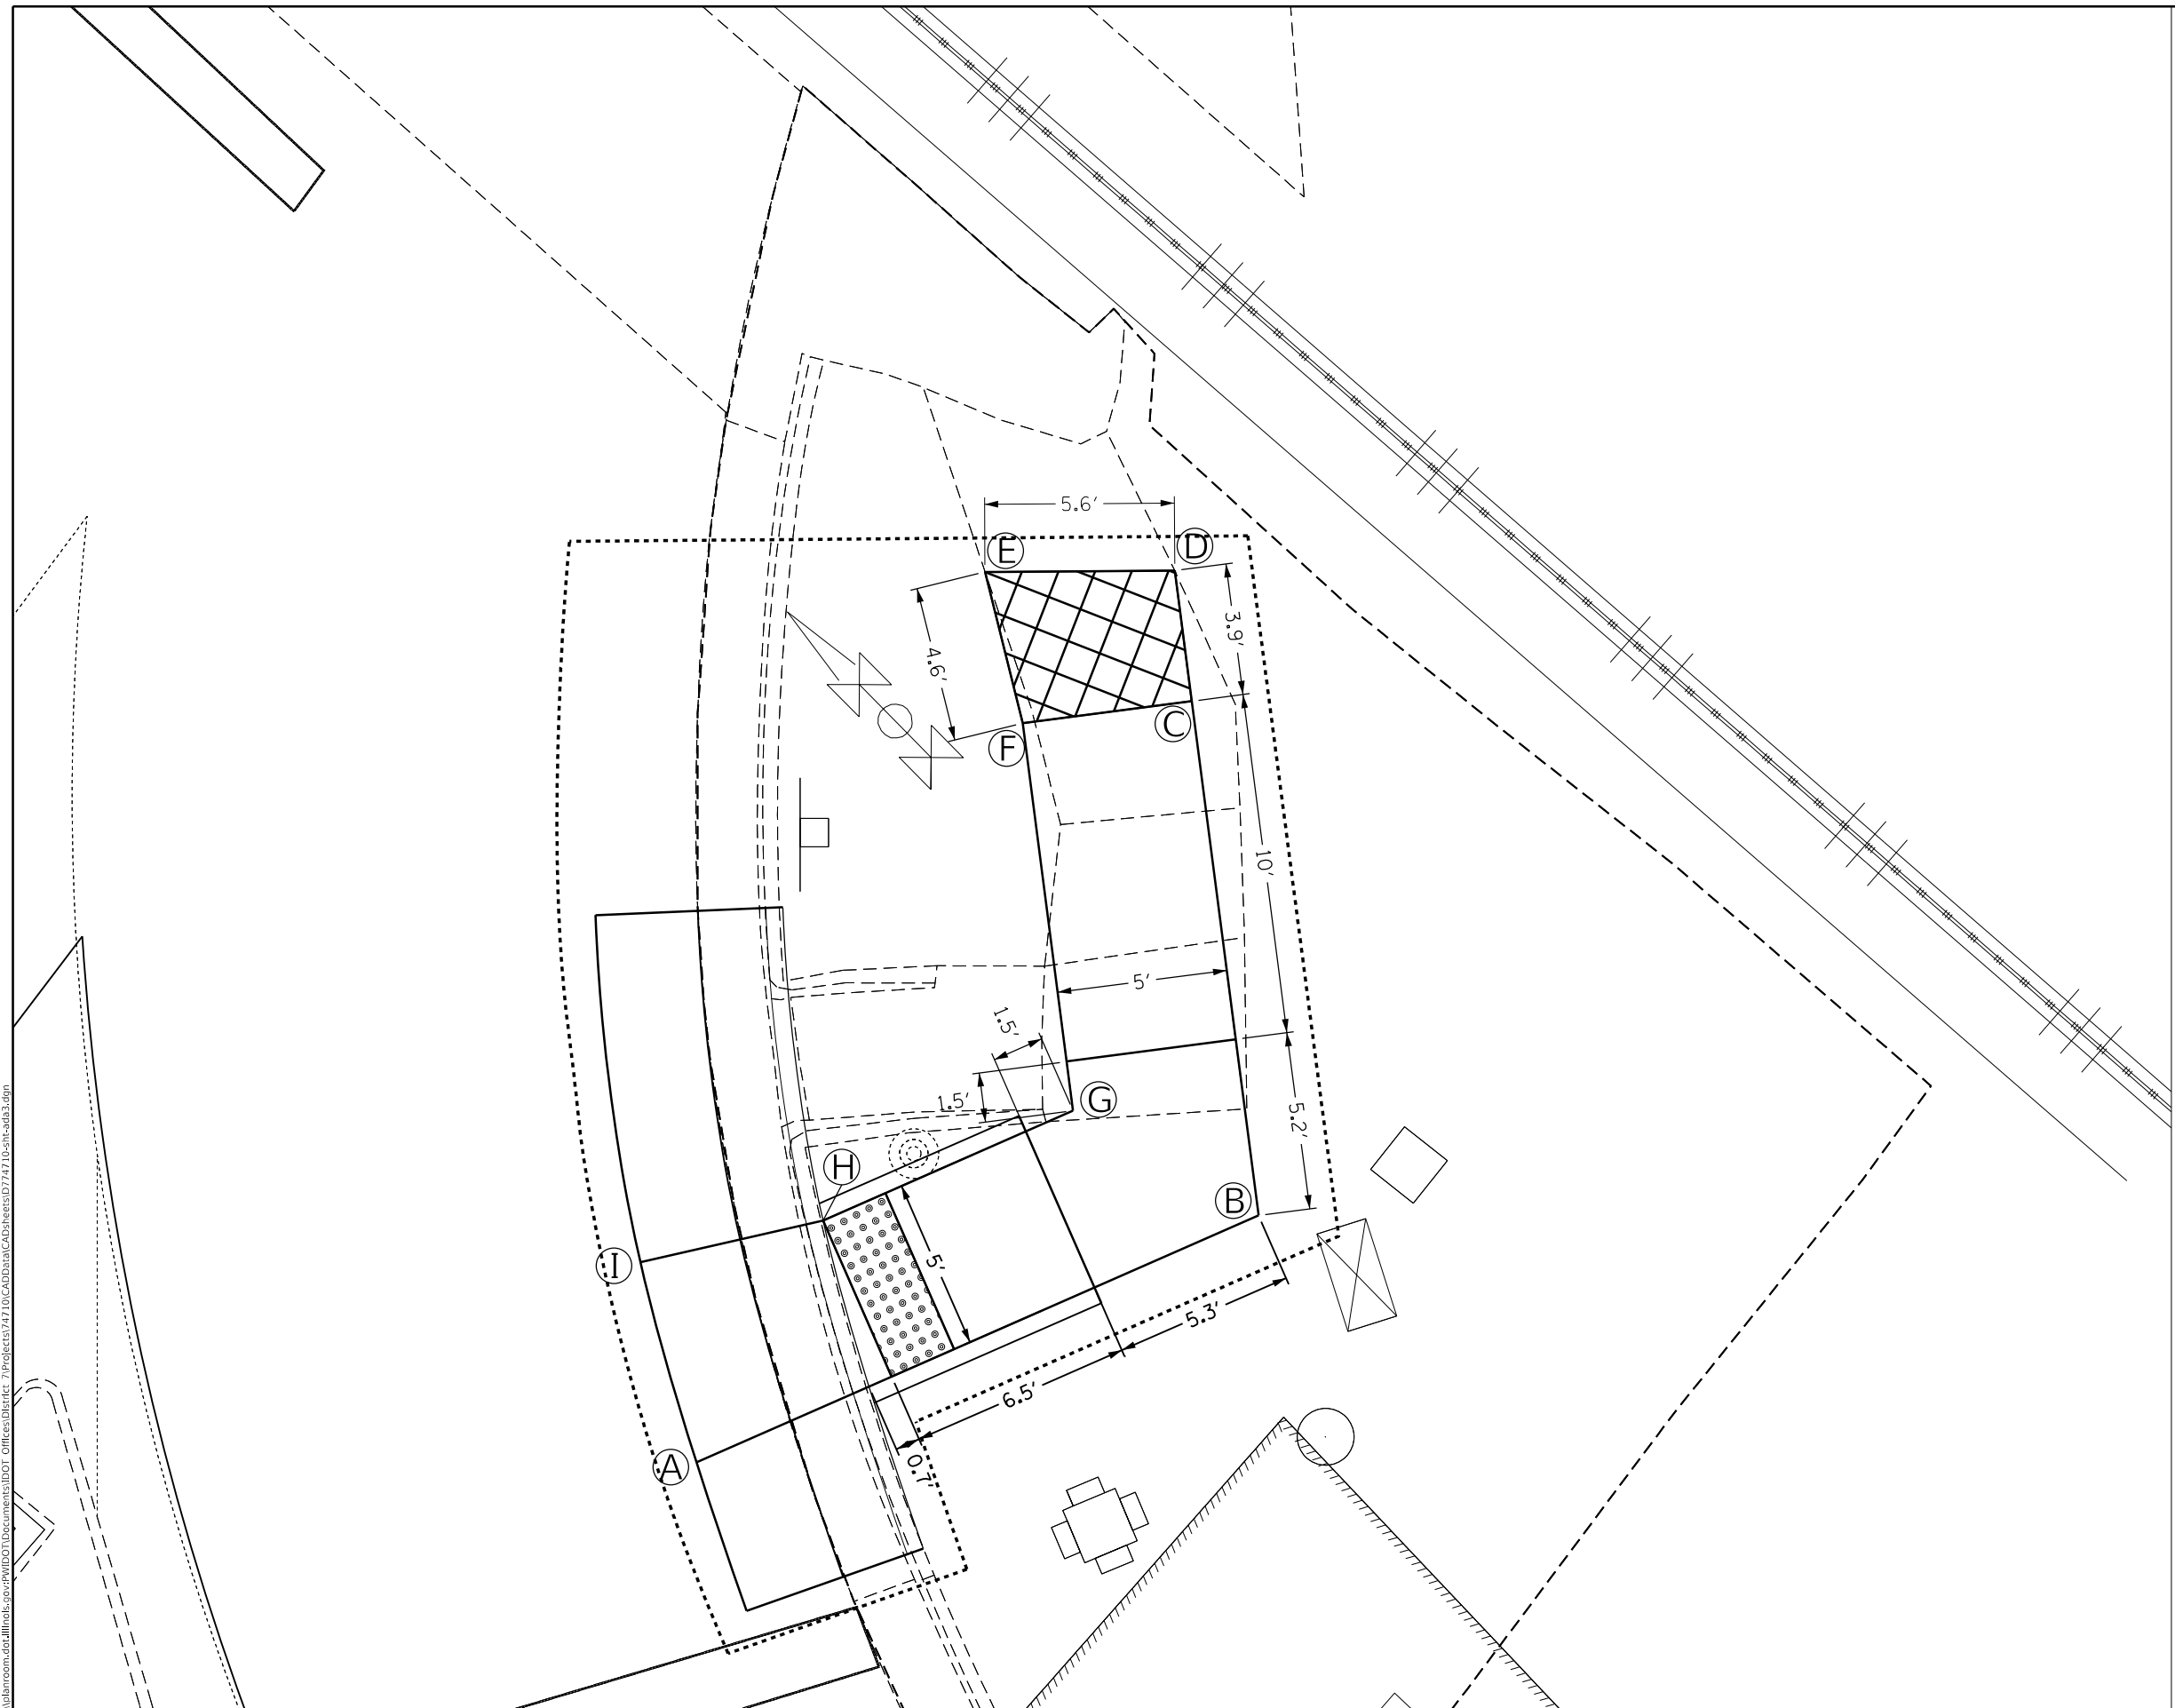 5.6'
E
D
3.9'
4.6'
C
F
10'
5'
1.5'
1.5'
G
5.2'
H
B
I
5'
5.3'
6.5'
A
0.7'
\planroom.dot.illinois.gov:PWIDOT\Documents\IDOT Offices\District 7\Projects\74710\CADData\CADsheets\D774710-sht-ada3.dgn